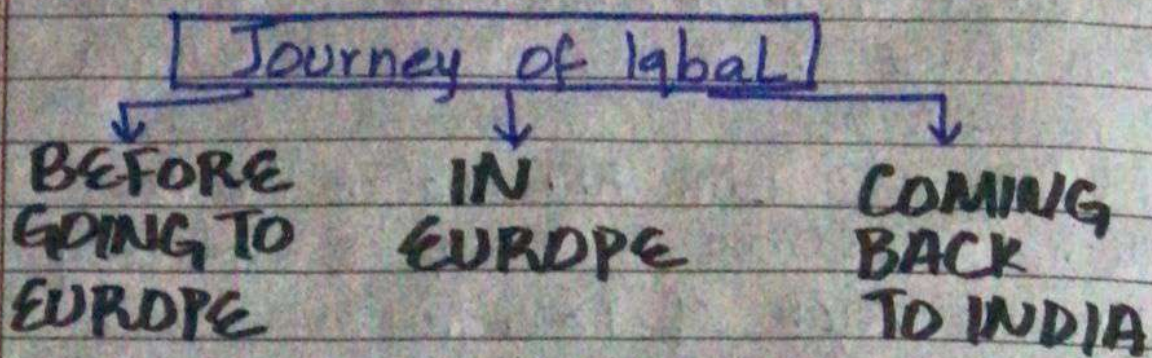 Journey of Iqbal
BEFORE
GOING TO
EUROPE
IN
EUROPE
COMING
BACK
TO INDIA